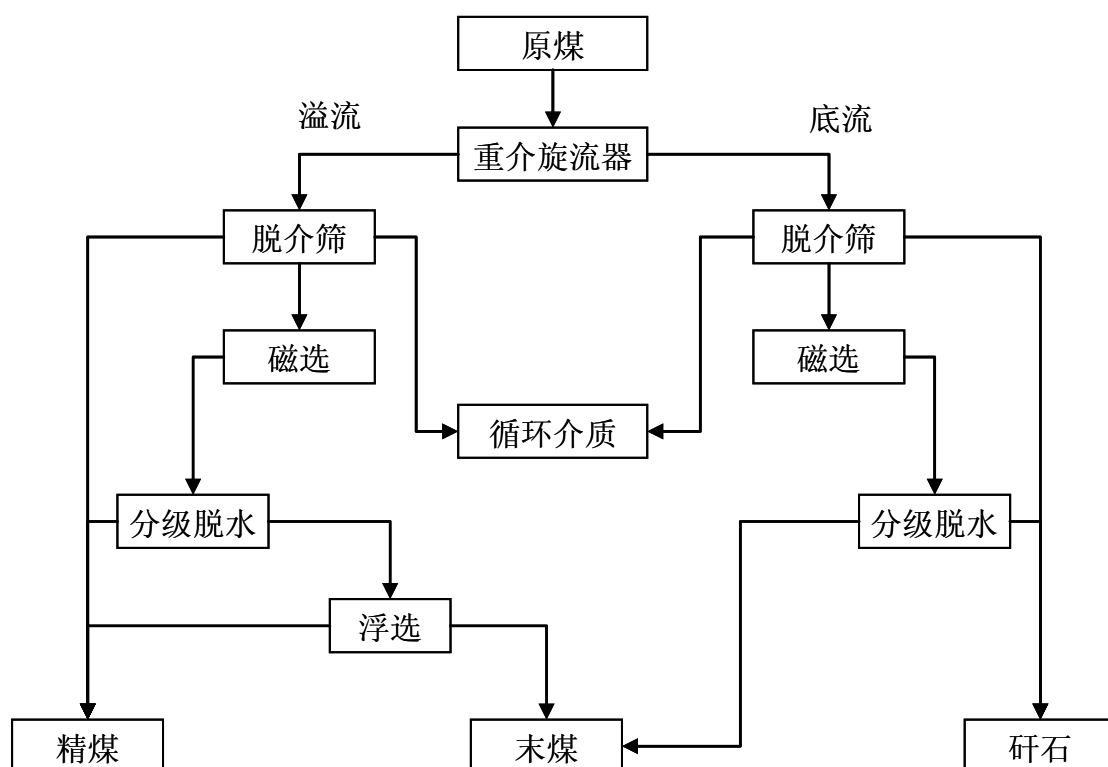 原煤
溢流
底流
重介旋流器
脱介筛
脱介筛
磁选
磁选
循环介质
分级脱水
分级脱水
浮选
精煤
末煤
矸石